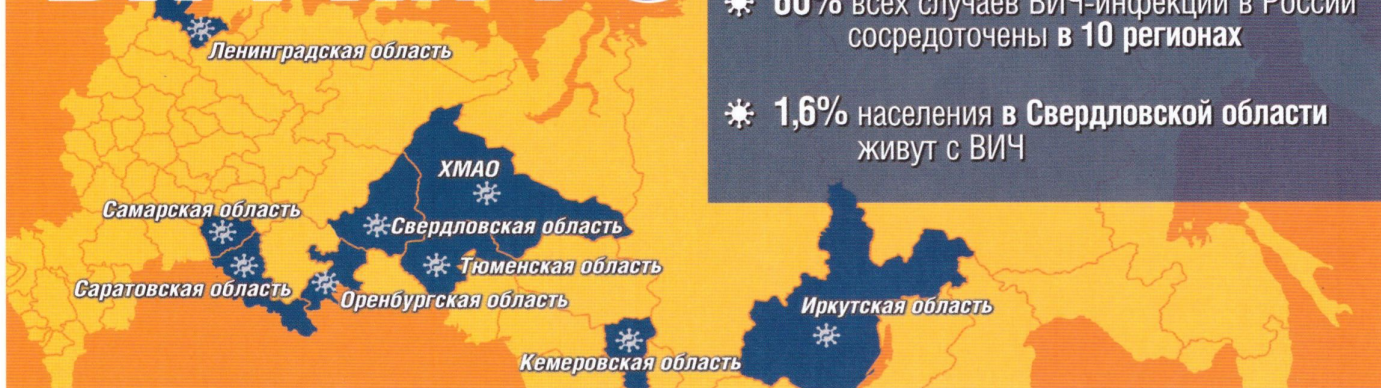 80% всех случаев ВИЧ-инфекции в России
сосредоточены в 10 регионах
1,6% населения в Свердловской области
живут с ВИЧ
Ленинградская область
ХМАО
Самарская область
Свердловская область
Тюменская область
Саратовская область
Оренбургская область
Иркутская область
Кемеровская область